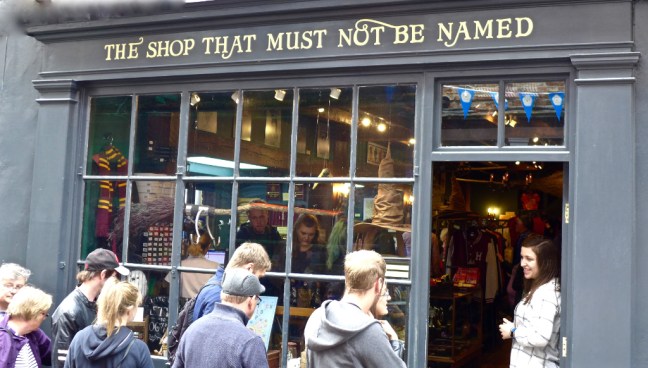 THE SHOP THAT MUST NOT BE NAMED
H